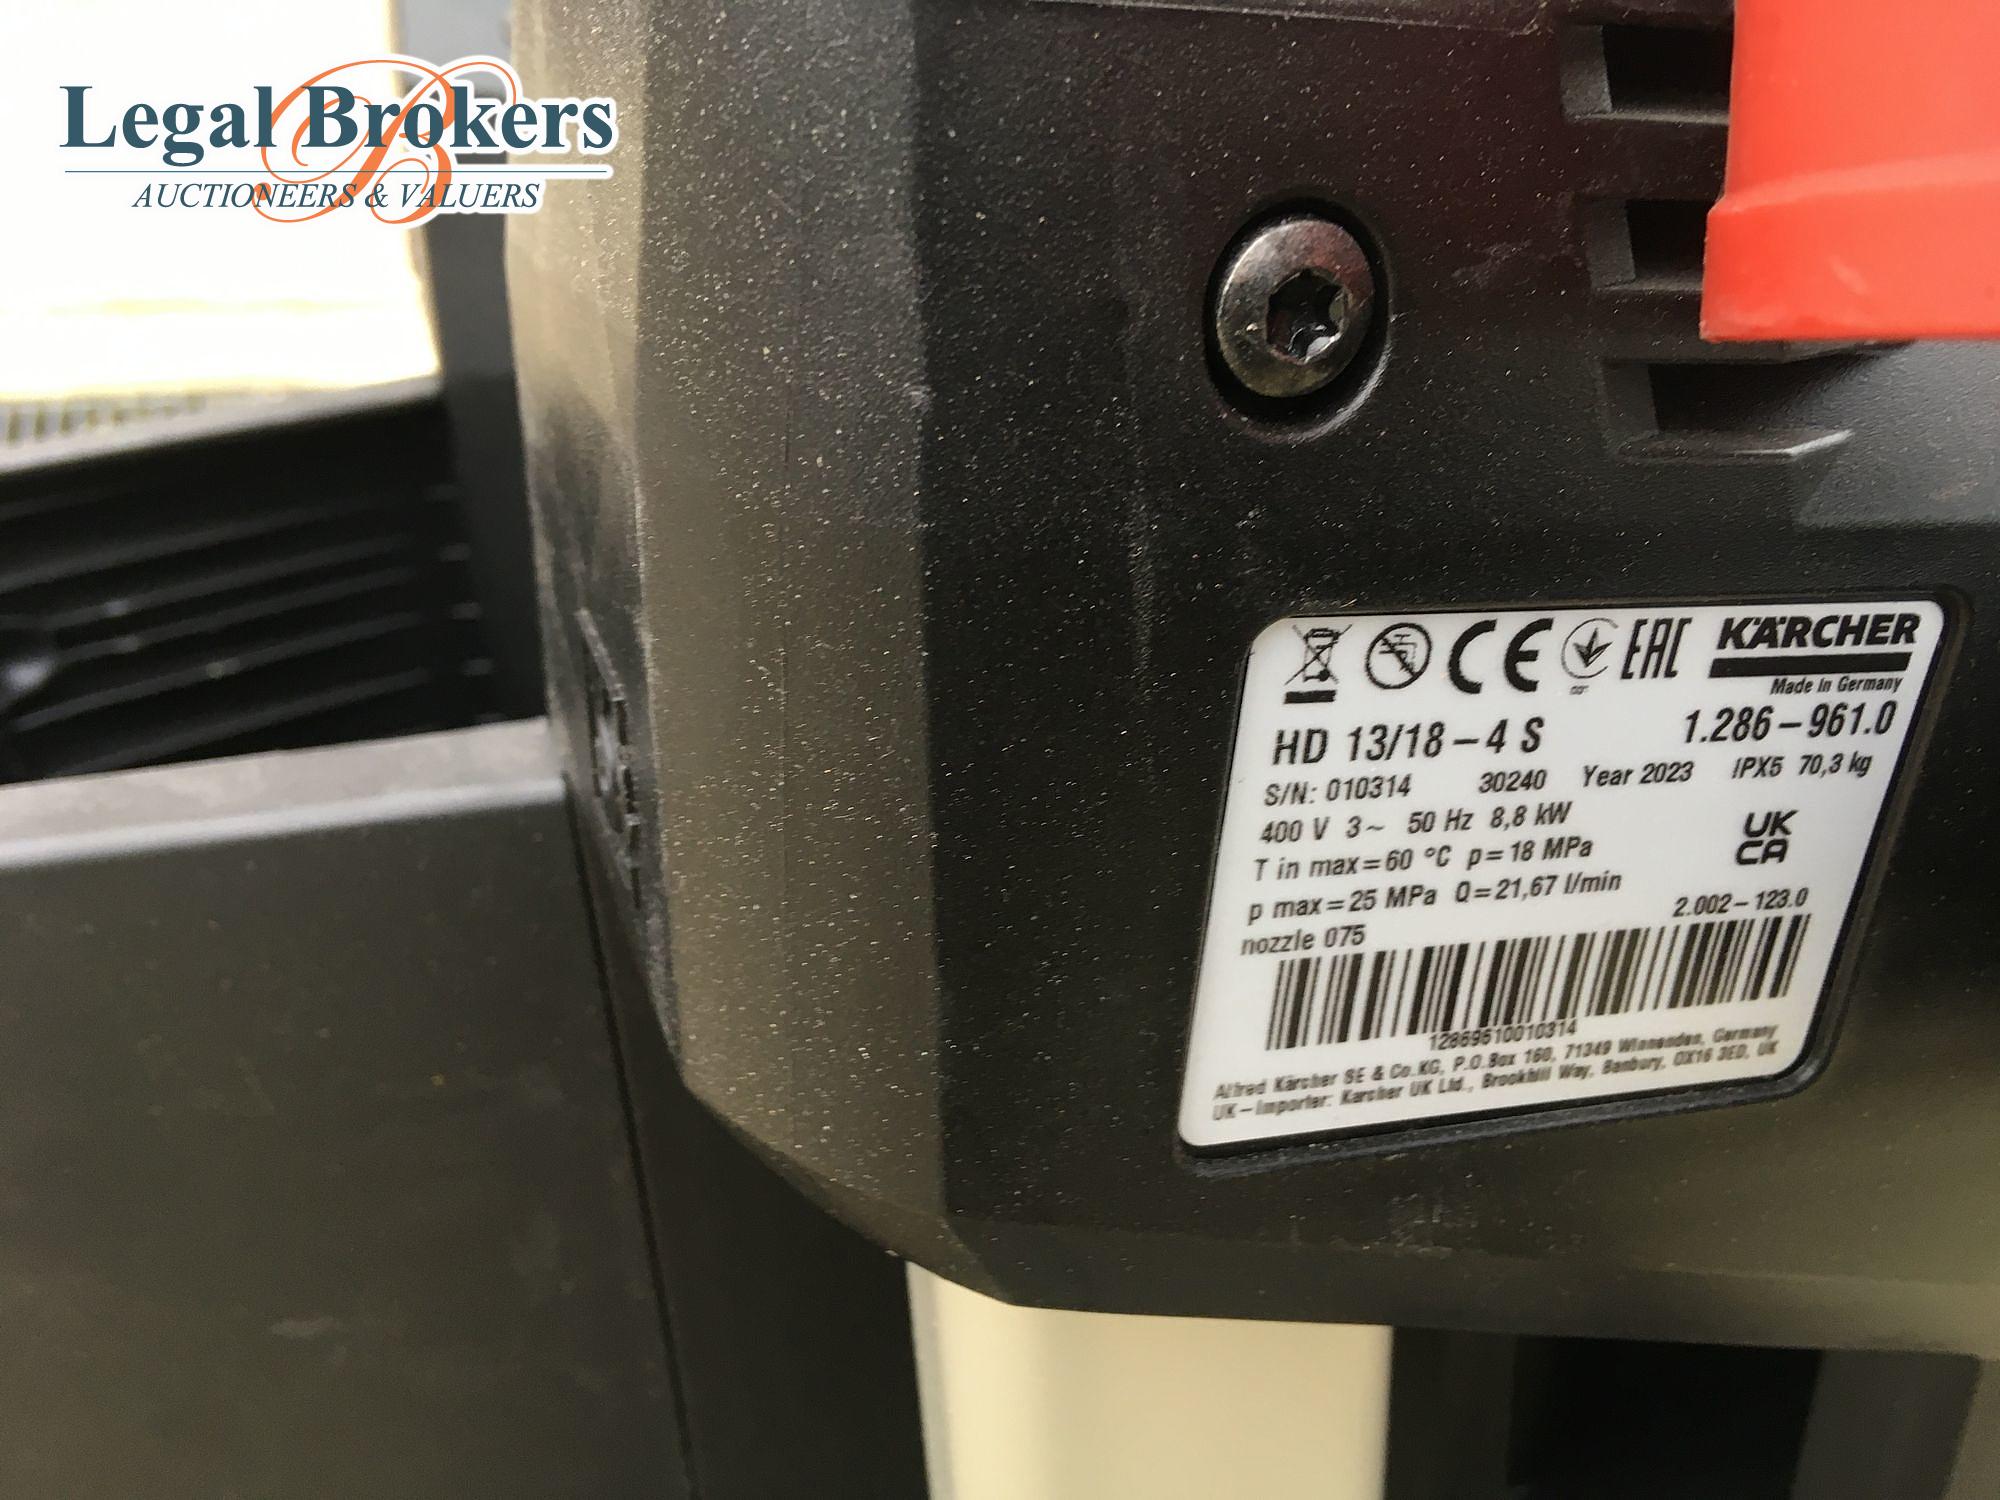 Legal Brokers
AUCTIONEERS & VALUERS
CE EAC KÄRCHER
Made in Germany
HD 13/18-4 S 1.286-961.0
S/N: 010314 30240 Year 2023 IPX5 70,3 kg
400 V 3~ 50 Hz 8,8 kW
UK
CA
T in max=60 °C p=18 MPa
p max=25 MPa Q=21,67 l/min
2.002-123.0
nozzle 075
12869610010314
Alfred Kärcher SE & Co.KG, P.O.Box 160, 71349 Winnenden, Germany
UK-Importer: Karcher UK Ltd., Brookhill Way, Banbury, OX16 3ED, UK